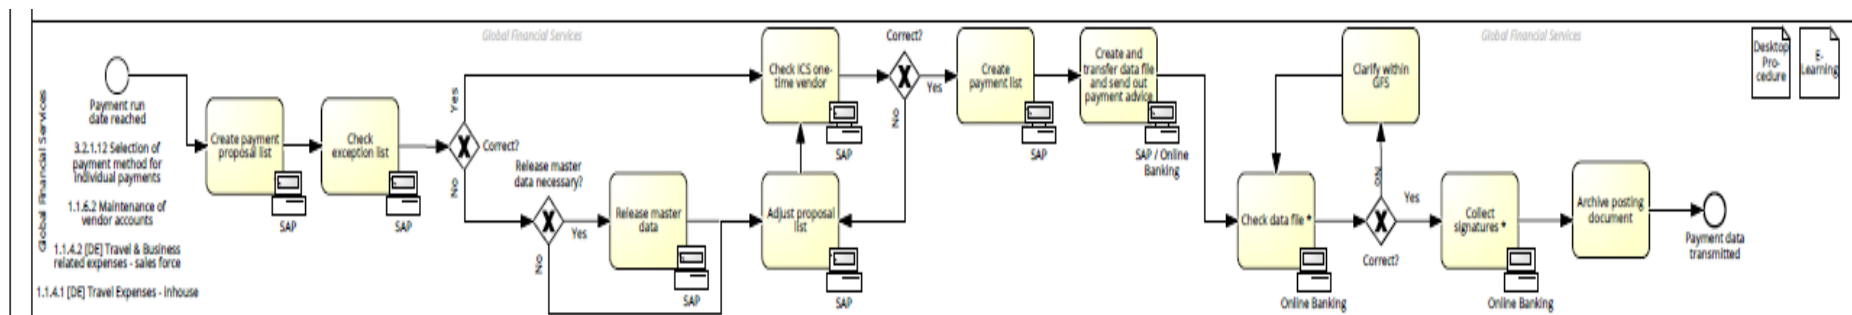 Global Financial Services
Global Financial Services
Global Financial Services
Payment run
date reached
3.2.1.12 Selection of
payment method for
individual payments
1.1.6.2 Maintenance of
vendor accounts
1.1.4.2 [DE] Travel & Business
related expenses - sales force
1.1.4.1 [DE] Travel Expenses - inhouse
Create payment
proposal list
SAP
Check
exception list
SAP
Correct?
Yes
No
Release master
data necessary?
Yes
No
Release master
data
SAP
Adjust proposal
list
SAP
Check ICS one-
time vendor
SAP
Correct?
Yes
No
Create
payment list
SAP
Create and
transfer data file
and send out
payment advice
SAP / Online
Banking
Check data file *
Online Banking
Clarify within
GFS
No
Yes
Correct?
Collect
signatures *
Online Banking
Archive posting
document
Payment data
transmitted
Desktop
Pro-
cedure
E-
Learning